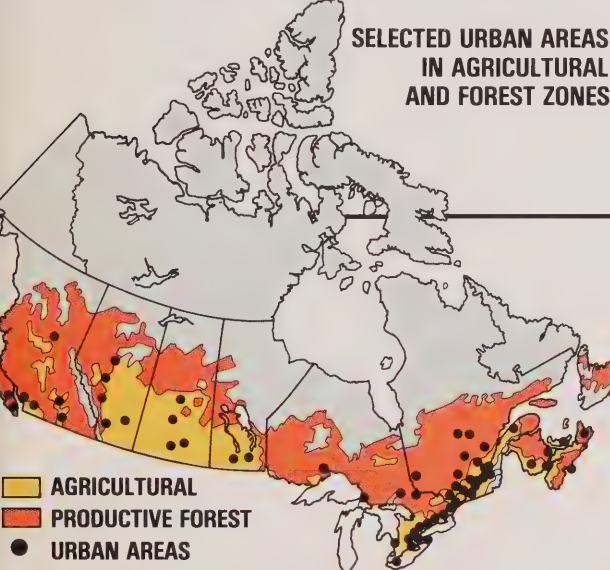 SELECTED URBAN AREAS
IN AGRICULTURAL
AND FOREST ZONES
AGRICULTURAL
PRODUCTIVE FOREST
URBAN AREAS